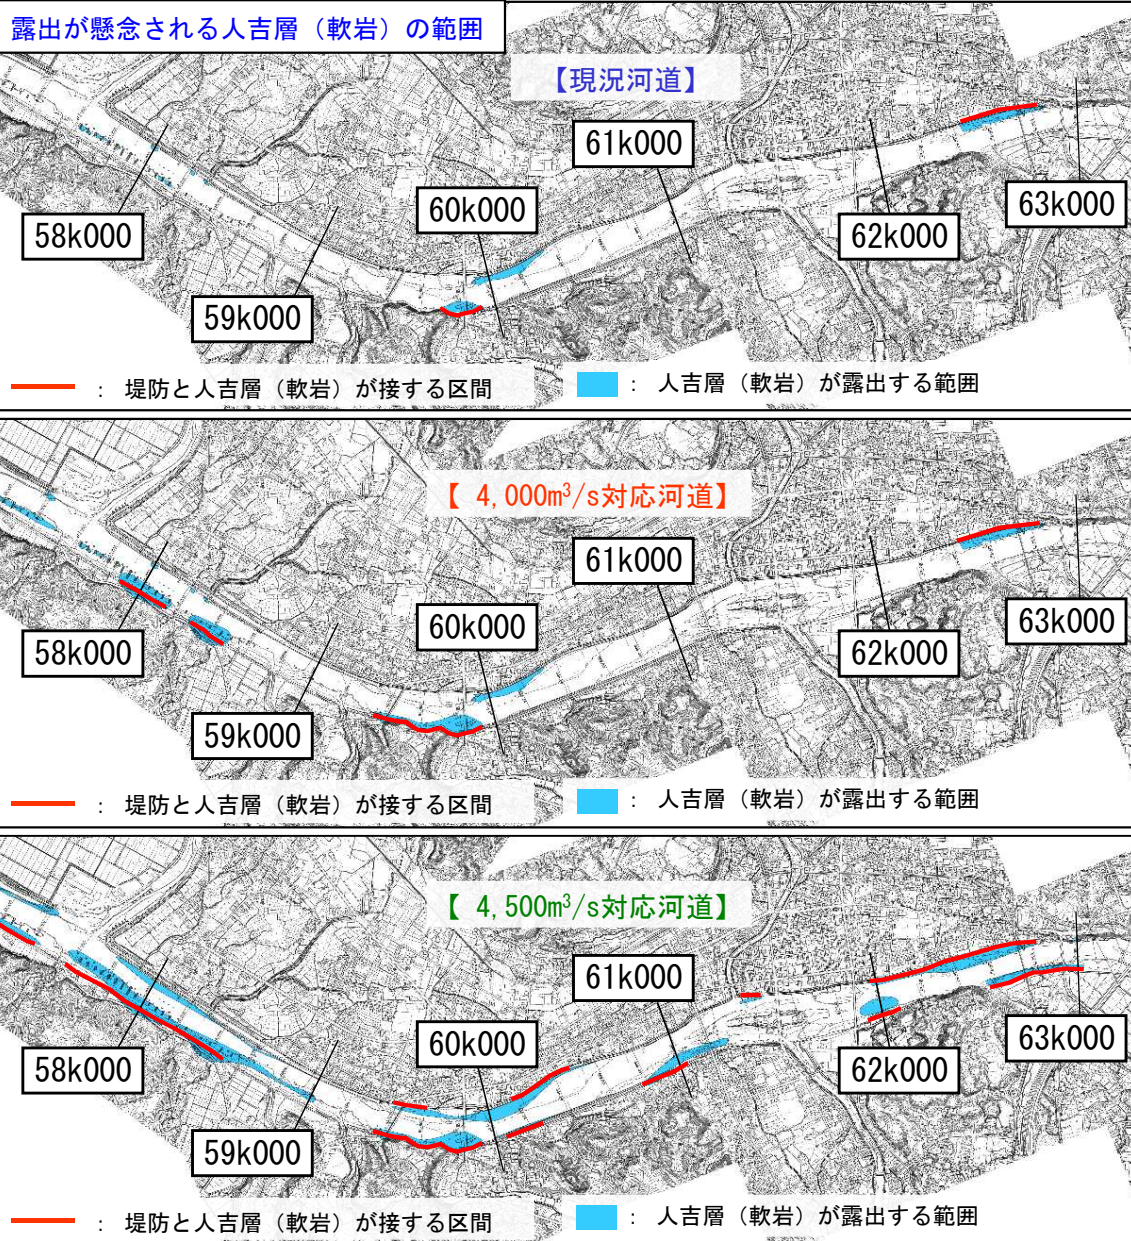 露出が懸念される人吉層（軟岩）の範囲
【現況河道】
61k000
60k000
63k000
58k000
62k000
59k000
： 堤防と人吉層（軟岩）が接する区間
： 人吉層（軟岩）が露出する範囲
【 4,000m³/s対応河道】
61k000
60k000
63k000
58k000
62k000
59k000
： 堤防と人吉層（軟岩）が接する区間
： 人吉層（軟岩）が露出する範囲
【 4,500m³/s対応河道】
61k000
60k000
63k000
58k000
62k000
59k000
： 堤防と人吉層（軟岩）が接する区間
： 人吉層（軟岩）が露出する範囲